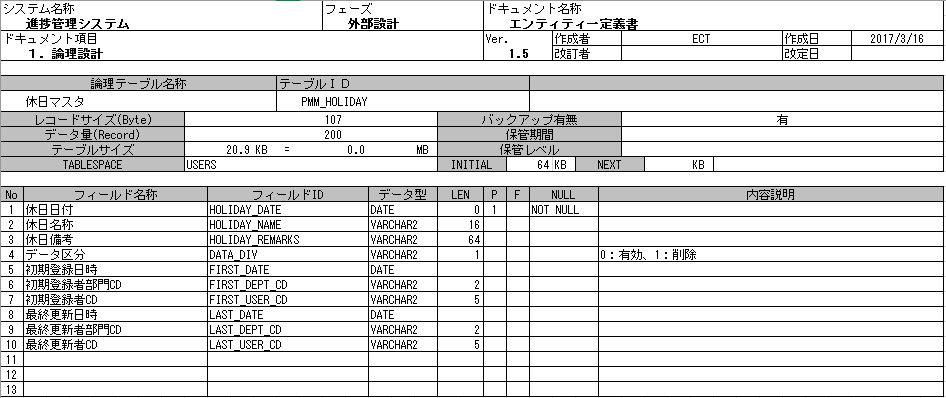 システム名称 フェーズ ドキュメント名称
進捗管理システム 外部設計 エンティティー定義書
ドキュメント項目 Ver. 作成者 ECT 作成日 2017/3/16
1．論理設計 1.5 改訂者 改定日
論理テーブル名称 テーブルＩＤ
休日マスタ PMM_HOLIDAY
レコードサイズ(Byte) 107 バックアップ有無 有
データ量(Record) 200 保管期間
テーブルサイズ 20.9 KB = 0.0 MB 保管レベル
TABLESPACE USERS INITIAL 64 KB NEXT KB
No フィールド名称 フィールドID データ型 LEN P F NULL 内容説明
1 休日日付 HOLIDAY_DATE DATE 0 1 NOT NULL
2 休日名称 HOLIDAY_NAME VARCHAR2 16
3 休日備考 HOLIDAY_REMARKS VARCHAR2 64
4 データ区分 DATA_DIV VARCHAR2 1 0：有効、1：削除
5 初期登録日時 FIRST_DATE DATE
6 初期登録者部門CD FIRST_DEPT_CD VARCHAR2 2
7 初期登録者CD FIRST_USER_CD VARCHAR2 5
8 最終更新日時 LAST_DATE DATE
9 最終更新者部門CD LAST_DEPT_CD VARCHAR2 2
10 最終更新者CD LAST_USER_CD VARCHAR2 5
11
12
13